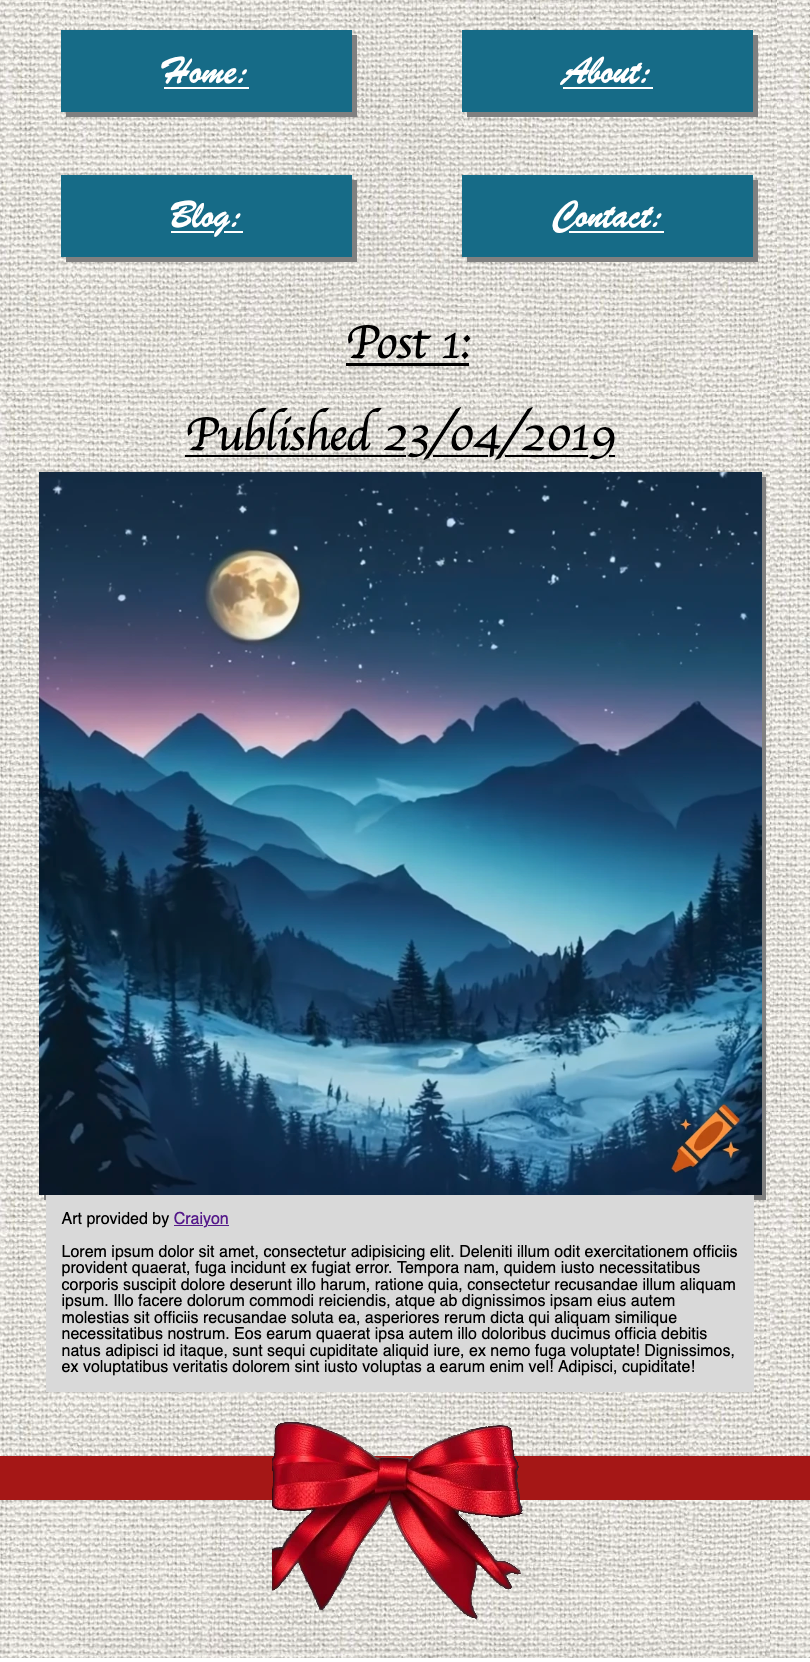 Home:
About:
Blog:
Contact:
Post 1:
Published 23/04/2019
Art provided by Craiyon
Lorem ipsum dolor sit amet, consectetur adipisicing elit. Deleniti illum odit exercitationem officiis
provident quaerat, fuga incidunt ex fugiat error. Tempora nam, quidem iusto necessitatibus
corporis suscipit dolore deserunt illo harum, ratione quia, consectetur recusandae illum aliquam
ipsum. Illo facere dolorum commodi reiciendis, atque ab dignissimos ipsam eius autem
molestias sit officiis recusandae soluta ea, asperiores rerum dicta qui aliquam similique
necessitatibus nostrum. Eos earum quaerat ipsa autem illo doloribus ducimus officia debitis
natus adipisci id itaque, sunt sequi cupiditate aliquid iure, ex nemo fuga voluptate! Dignissimos,
ex voluptatibus veritatis dolorem sint iusto voluptas a earum enim vel! Adipisci, cupiditate!